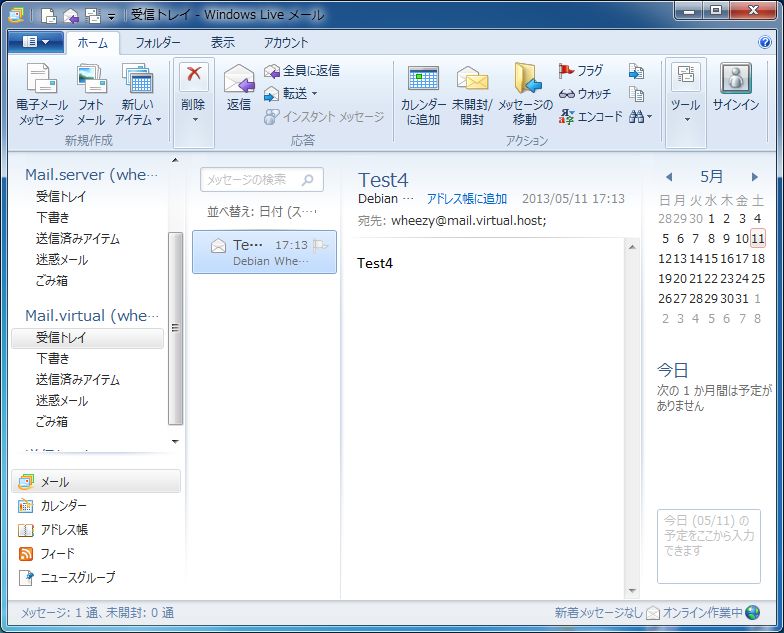 受信トレイ - Windows Live メール
ホーム フォルダー 表示 アカウント
電子メール メッセージ
フォト メール
新しい アイテム
新規作成
削除
返信
全員に返信
転送
インスタント メッセージ
応答
カレンダー に追加
未開封/ 開封
メッセージの 移動
フラグ
ウォッチ
エンコード
アクション
ツール
サインイン
Mail.server (whe…
受信トレイ
下書き
送信済みアイテム
迷惑メール
ごみ箱
Mail.virtual (whe…
受信トレイ
下書き
送信済みアイテム
迷惑メール
ごみ箱
メール
カレンダー
アドレス帳
フィード
ニュースグループ
メッセージの検索
並べ替え: 日付 (ス…
Te… 17:13
Debian Whe…
Test4
Debian … アドレス帳に追加 2013/05/11 17:13
宛先: wheezy@mail.virtual.host;
Test4
5月
日 月 火 水 木 金 土
28 29 30 1 2 3 4
5 6 7 8 9 10 11
12 13 14 15 16 17 18
19 20 21 22 23 24 25
26 27 28 29 30 31 1
2 3 4 5 6 7 8
今日
次の 1 か月間は予定が
ありません
今日 (05/11) の
予定をここから入力
できます
メッセージ: 1 通、未開封: 0 通
新着メッセージなし オンライン作業中